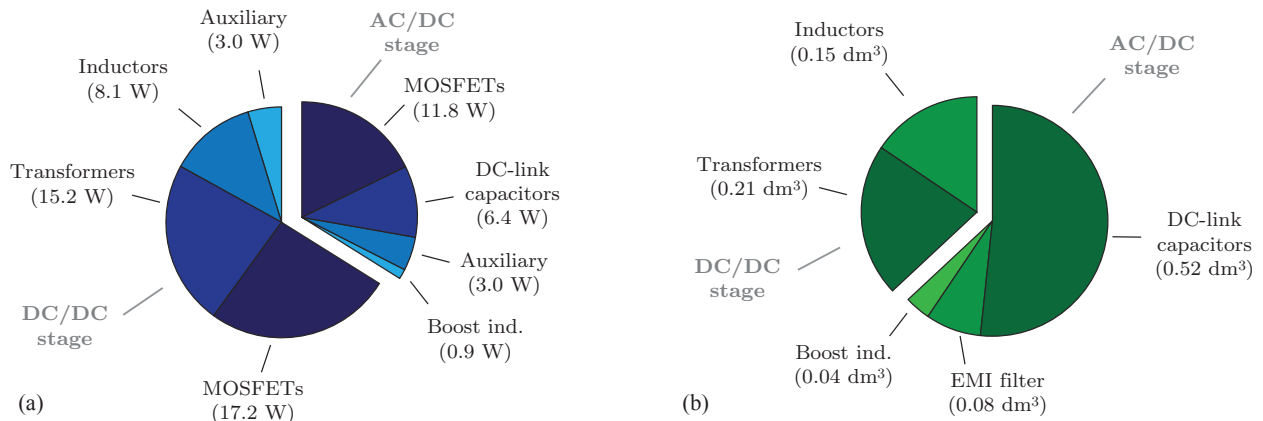 Auxiliary
(3.0 W)
AC/DC
stage
Inductors
(8.1 W)
MOSFETs
(11.8 W)
Transformers
(15.2 W)
DC-link
capacitors
(6.4 W)
Auxiliary
(3.0 W)
DC/DC
stage
Boost ind.
(0.9 W)
MOSFETs
(17.2 W)
(a)
Inductors
(0.15 dm³)
AC/DC
stage
Transformers
(0.21 dm³)
DC-link
capacitors
(0.52 dm³)
DC/DC
stage
Boost ind.
(0.04 dm³)
EMI filter
(0.08 dm³)
(b)